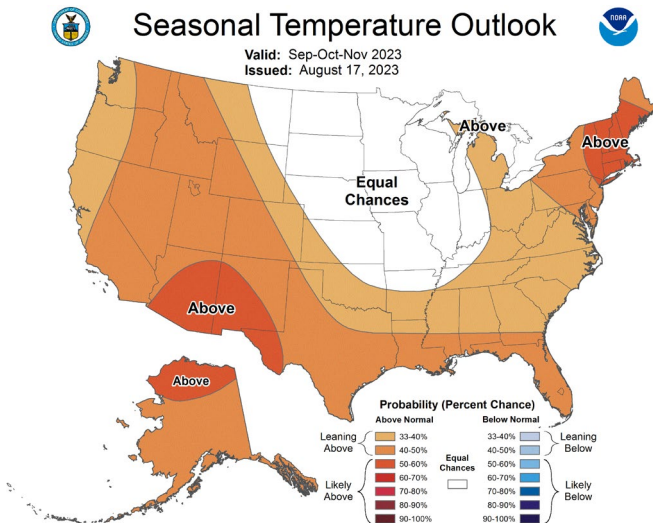 Seasonal Temperature Outlook
NOAA
Valid: Sep-Oct-Nov 2023
Issued: August 17, 2023
Above
Above
Equal
Chances
Above
Above
Probability (Percent Chance)
Above Normal
Below Normal
Leaning
Above
33-40%
40-50%
33-40%
40-50%
Leaning
Below
Likely
Above
50-60%
60-70%
70-80%
80-90%
90-100%
Equal
Chances
50-60%
60-70%
70-80%
80-90%
90-100%
Likely
Below